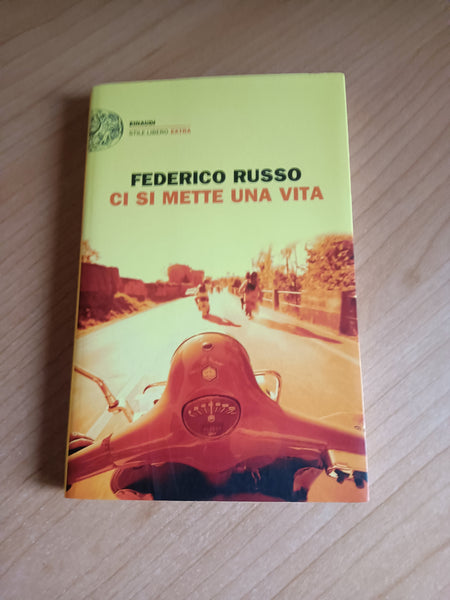 EINAUDI
STILE LIBERO EXTRA
FEDERICO RUSSO
CI SI METTE UNA VITA